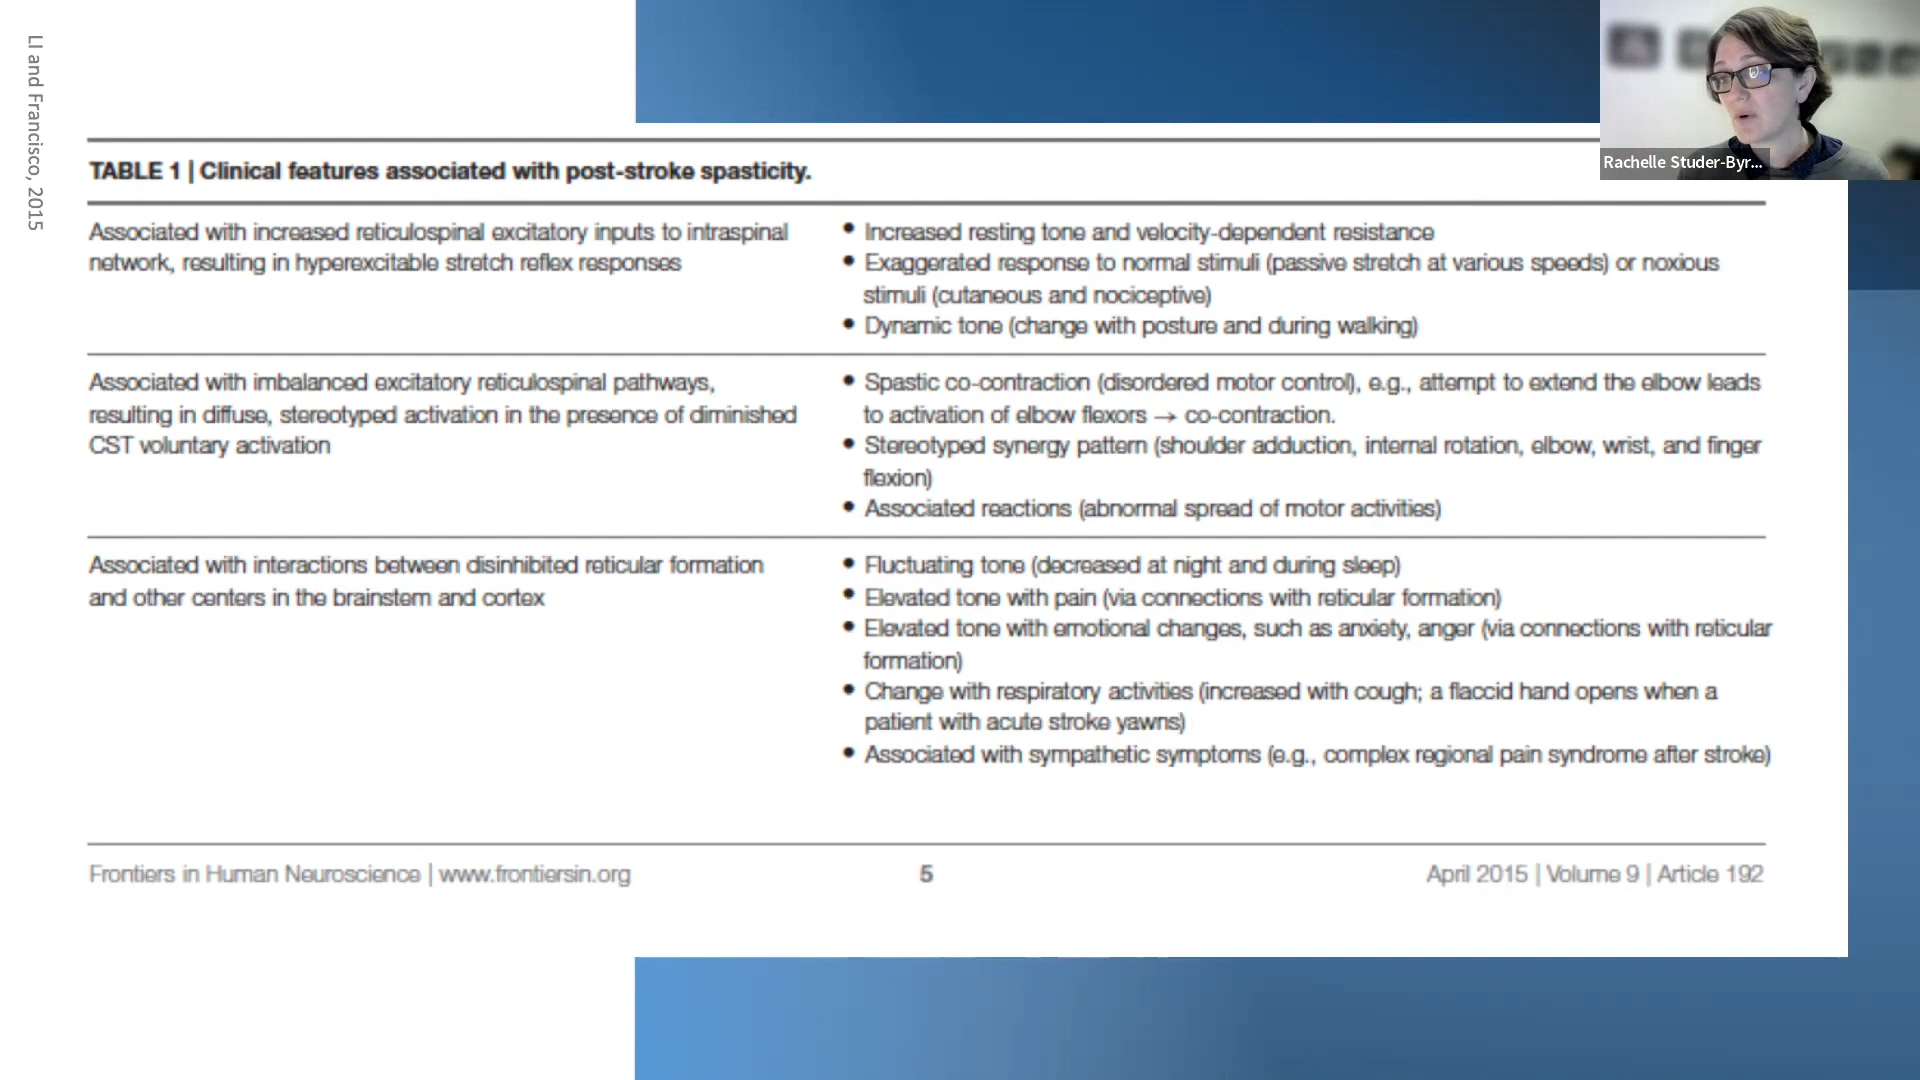 LI and Francisco, 2015
TABLE 1 | Clinical features associated with post-stroke spasticity.
Associated with increased reticulospinal excitatory inputs to intraspinal
network, resulting in hyperexcitable stretch reflex responses
• Increased resting tone and velocity-dependent resistance
• Exaggerated response to normal stimuli (passive stretch at various speeds) or noxious
stimuli (cutaneous and nociceptive)
• Dynamic tone (change with posture and during walking)
Associated with imbalanced excitatory reticulospinal pathways,
resulting in diffuse, stereotyped activation in the presence of diminished
CST voluntary activation
• Spastic co-contraction (disordered motor control), e.g., attempt to extend the elbow leads
to activation of elbow flexors → co-contraction.
• Stereotyped synergy pattern (shoulder adduction, internal rotation, elbow, wrist, and finger
flexion)
• Associated reactions (abnormal spread of motor activities)
Associated with interactions between disinhibited reticular formation
and other centers in the brainstem and cortex
• Fluctuating tone (decreased at night and during sleep)
• Elevated tone with pain (via connections with reticular formation)
• Elevated tone with emotional changes, such as anxiety, anger (via connections with reticular
formation)
• Change with respiratory activities (increased with cough; a flaccid hand opens when a
patient with acute stroke yawns)
• Associated with sympathetic symptoms (e.g., complex regional pain syndrome after stroke)
Frontiers in Human Neuroscience | www.frontiersin.org
5
April 2015 | Volume 9 | Article 192
Rachelle Studer-Byr...